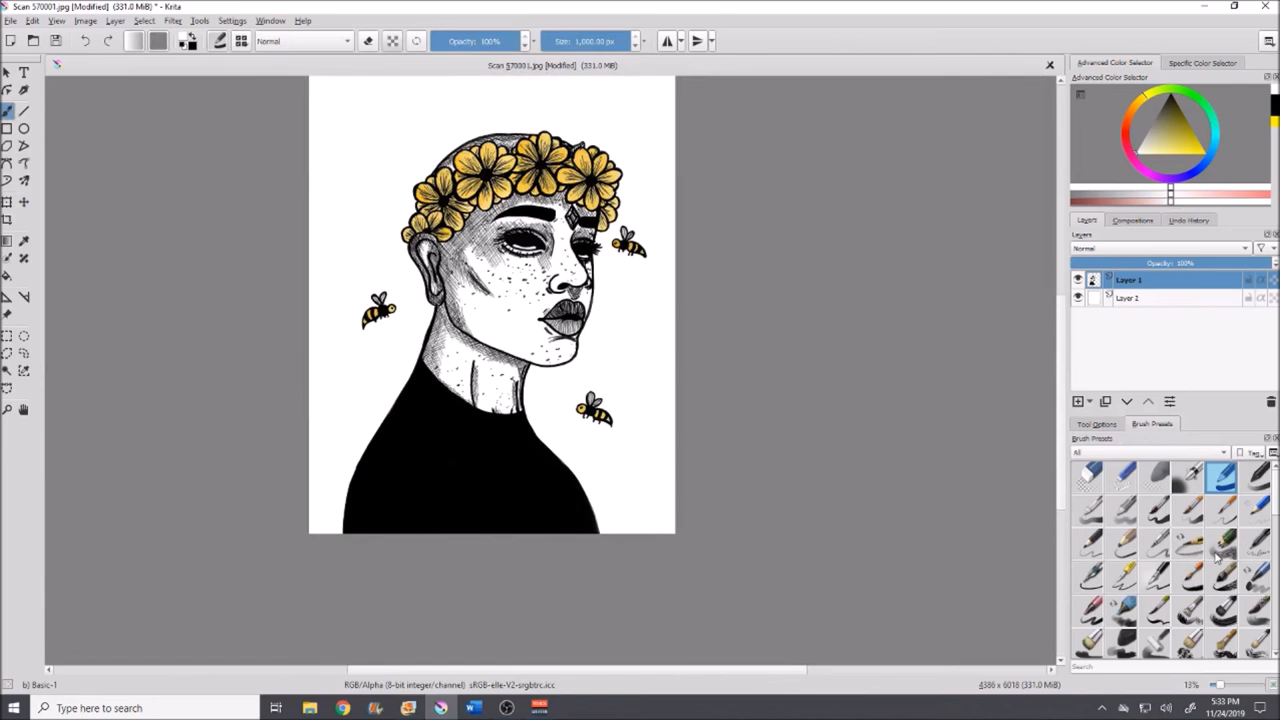 Scan 570001.jpg (331.0 MiB) * - Krita
File Edit View Image Layer Select Filter Tools Settings Window Help
Normal
Opacity: 100%
Size: 1,000.00 px
Scan 570001.jpg [Modified] (331.0 MiB)
Advanced Color Selector
Specific Color Selector
Advanced Color Selector
Layers
Compositions
Undo History
Layers
Normal
Opacity: 100%
Layer 1
Layer 2
Tool Options
Brush Presets
Brush Presets
All
Tag
Search
b) Basic-1
RGB/Alpha (8-bit integer/channel) sRGB-elle-V2-srgbtrc.icc
4386 x 6018 (331.0 MiB)
13%
Type here to search
5:33 PM
11/24/2019